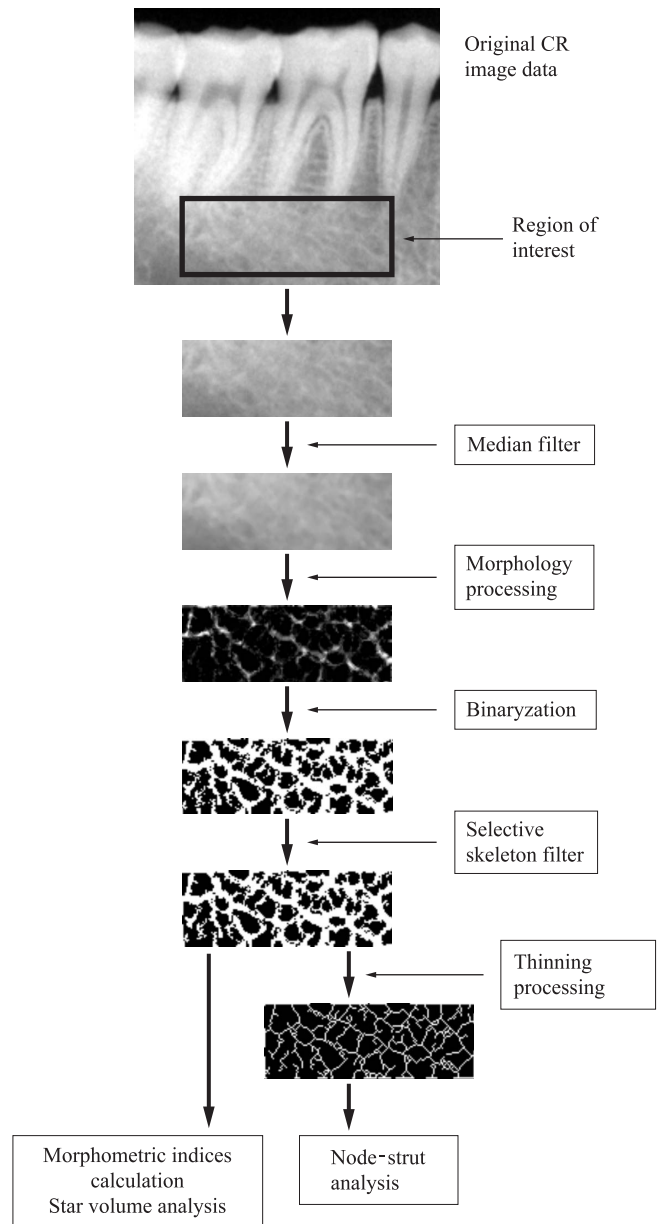 Original CR
image data
Region of
interest
Median filter
Morphology
processing
Binaryzation
Selective
skeleton filter
Thinning
processing
Morphometric indices
calculation
Star volume analysis
Node-strut
analysis